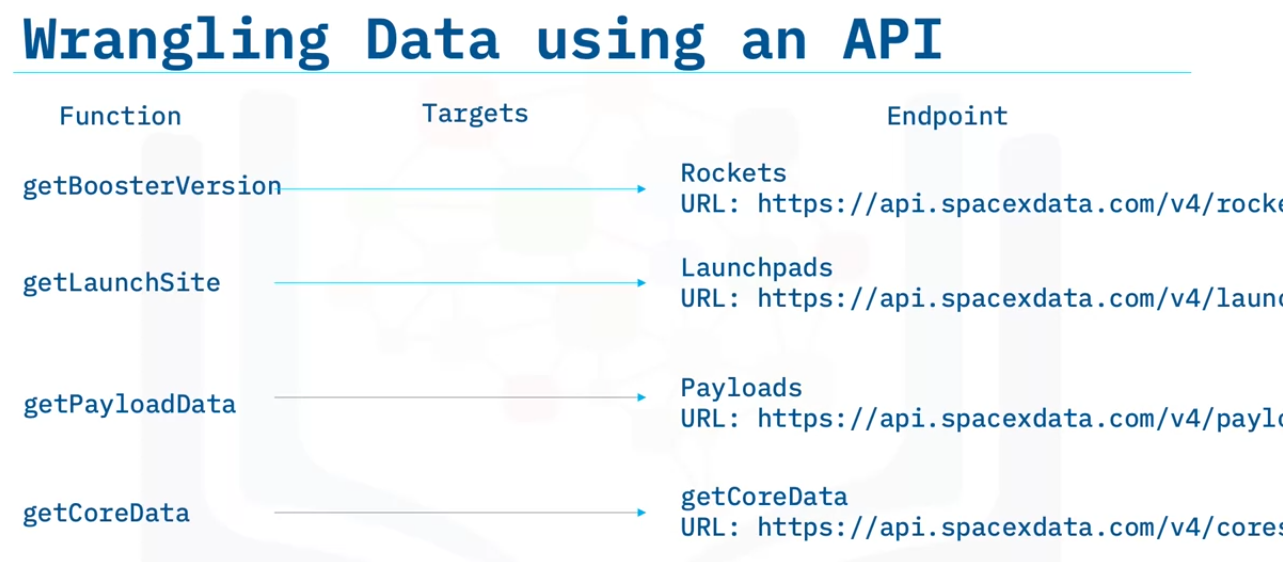 Wrangling Data using an API
Function Targets Endpoint
getBoosterVersion
Rockets
URL: https://api.spacexdata.com/v4/rocke
getLaunchSite
Launchpads
URL: https://api.spacexdata.com/v4/launc
getPayloadData
Payloads
URL: https://api.spacexdata.com/v4/paylo
getCoreData
getCoreData
URL: https://api.spacexdata.com/v4/cores